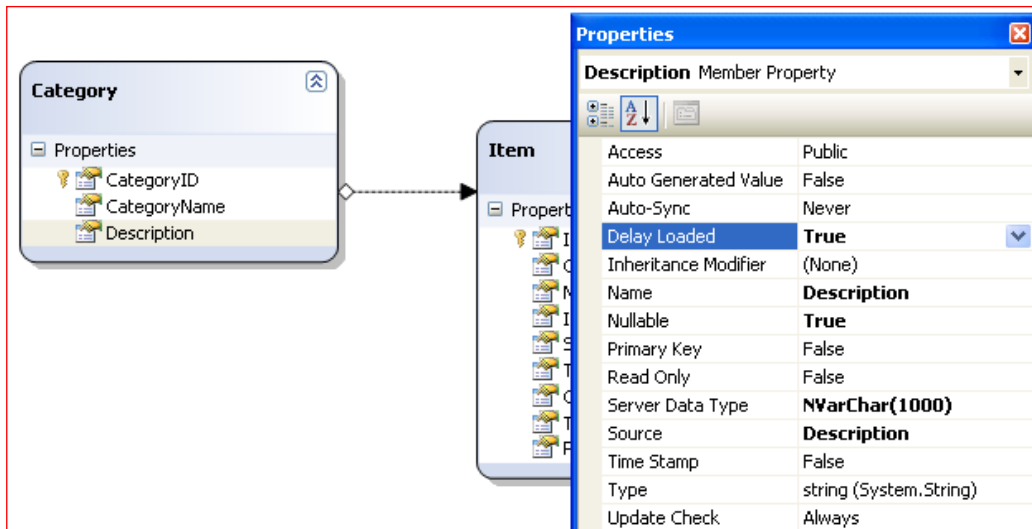 Category
Properties
CategoryID
CategoryName
Description
Item
Propert
I
C
M
I
S
T
C
T
P
Properties
Description Member Property
Access Public
Auto Generated Value False
Auto-Sync Never
Delay Loaded True
Inheritance Modifier (None)
Name Description
Nullable True
Primary Key False
Read Only False
Server Data Type NVarChar(1000)
Source Description
Time Stamp False
Type string (System.String)
Update Check Always